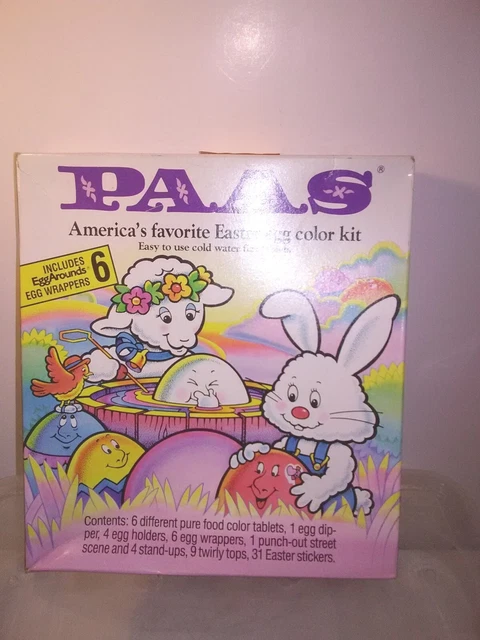 PAAS®
America's favorite Easter egg color kit
Easy to use cold water
INCLUDES 6
EggArounds®
EGG WRAPPERS
Contents: 6 different pure food color tablets, 1 egg dip-
per, 4 egg holders, 6 egg wrappers, 1 punch-out street
scene and 4 stand-ups, 9 twirly tops, 31 Easter stickers.